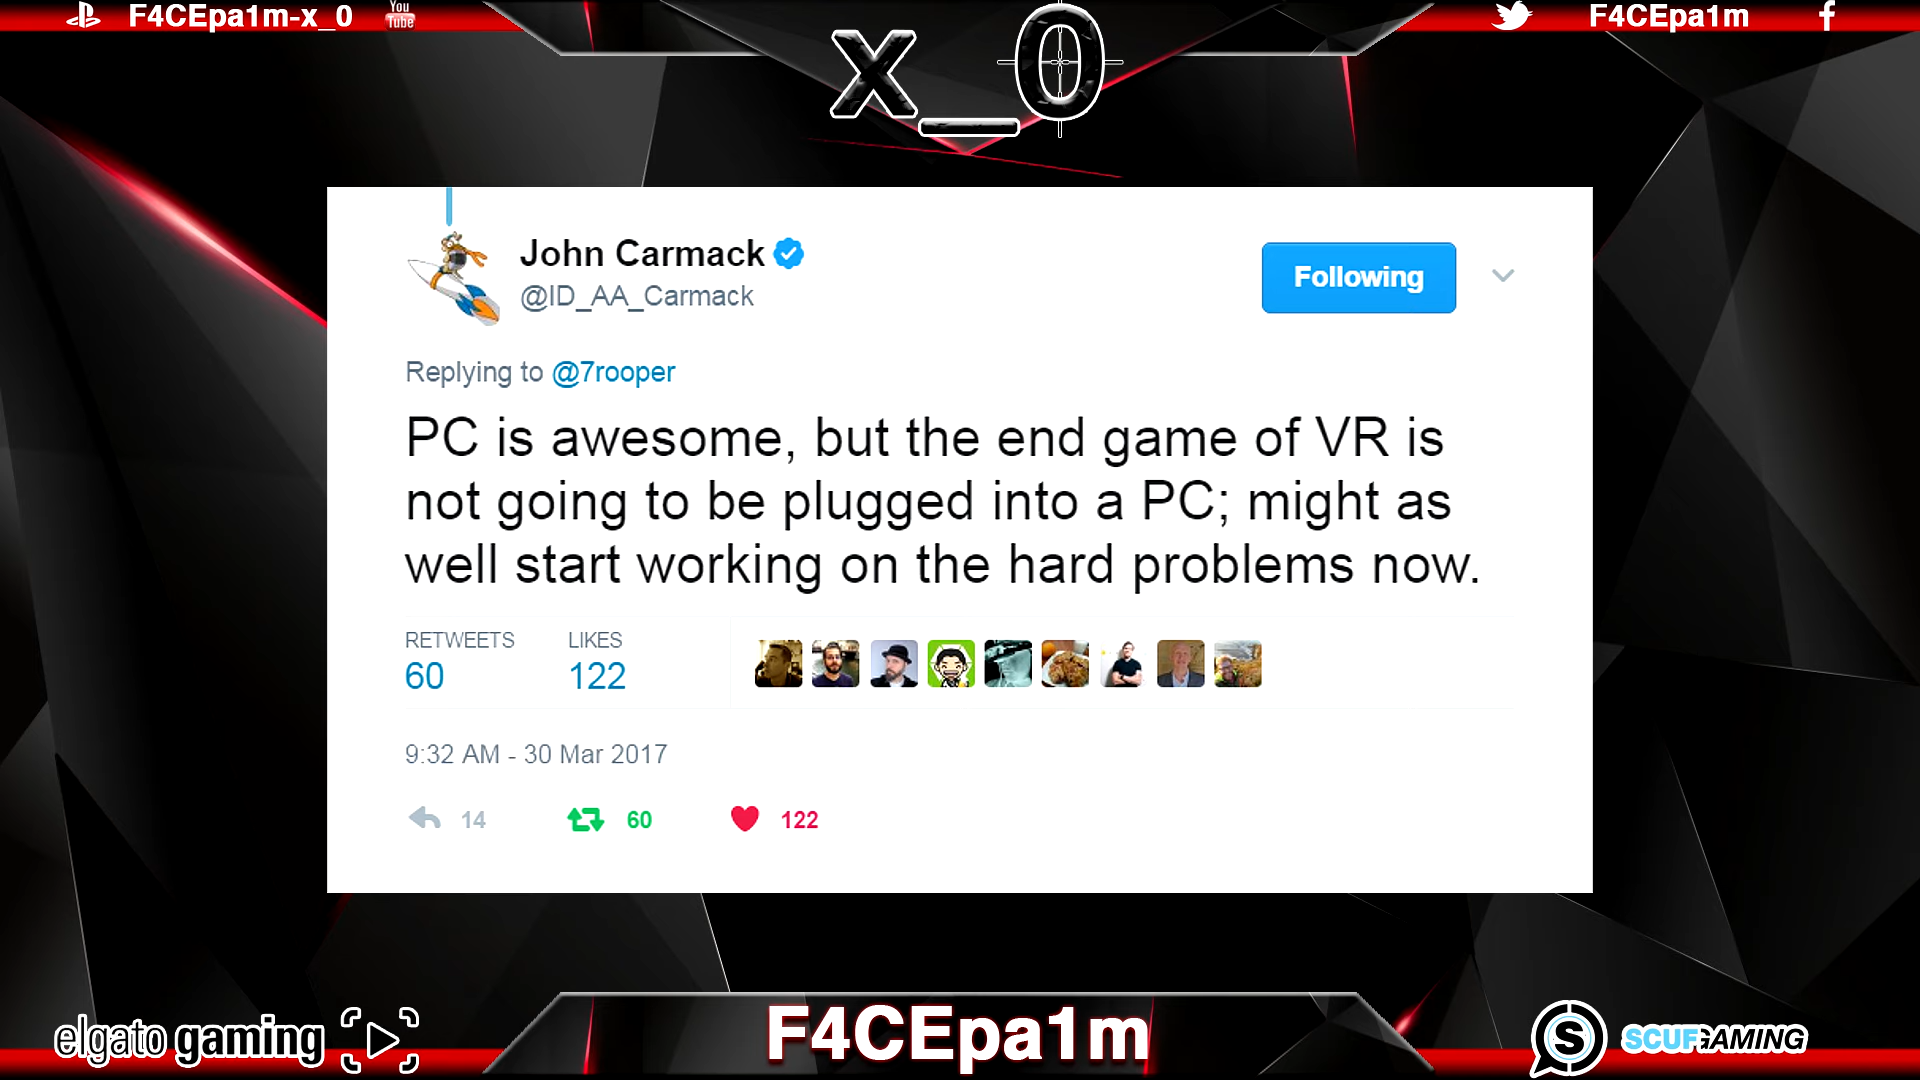 F4CEpa1m-x_0
You
Tube
x_0
F4CEpa1m
John Carmack
@ID_AA_Carmack
Following
Replying to @7rooper
PC is awesome, but the end game of VR is
not going to be plugged into a PC; might as
well start working on the hard problems now.
RETWEETS LIKES
60 122
9:32 AM - 30 Mar 2017
14 60 122
elgato gaming
F4CEpa1m
S SCUFGAMING